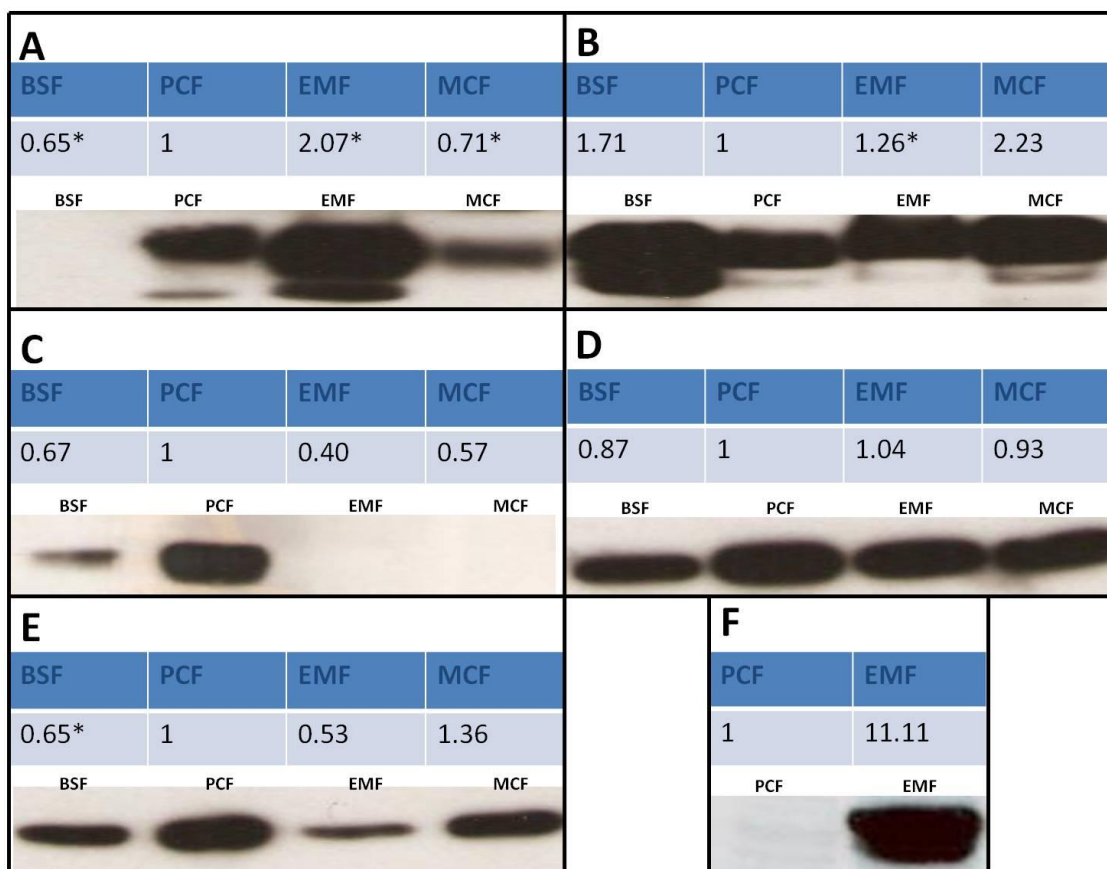 A
BSF PCF EMF MCF
0.65* 1 2.07* 0.71*
BSF PCF EMF MCF
B
BSF PCF EMF MCF
1.71 1 1.26* 2.23
BSF PCF EMF MCF
C
BSF PCF EMF MCF
0.67 1 0.40 0.57
BSF PCF EMF MCF
D
BSF PCF EMF MCF
0.87 1 1.04 0.93
BSF PCF EMF MCF
E
BSF PCF EMF MCF
0.65* 1 0.53 1.36
BSF PCF EMF MCF
F
PCF EMF
1 11.11
PCF EMF